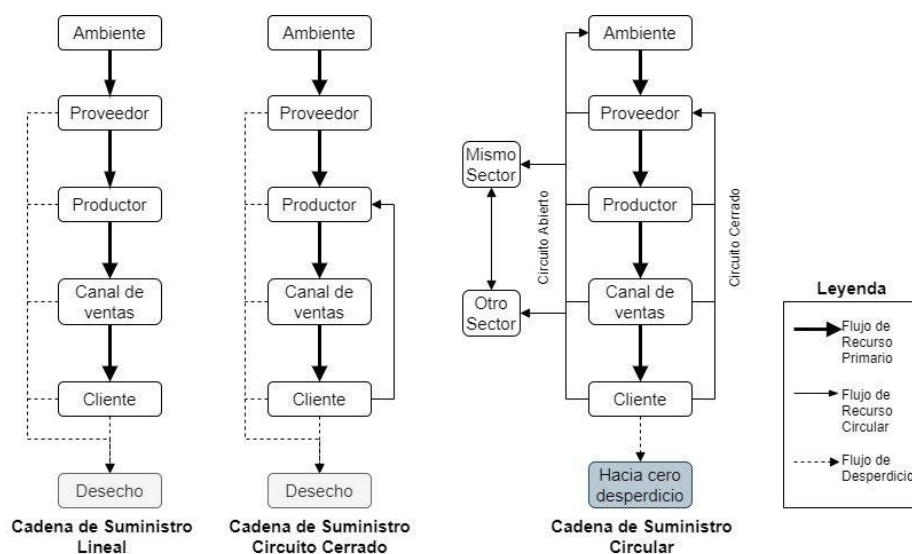 Ambiente
Proveedor
Productor
Canal de
ventas
Cliente
Desecho
Cadena de Suministro
Lineal
Ambiente
Proveedor
Productor
Canal de
ventas
Cliente
Desecho
Cadena de Suministro
Circuito Cerrado
Ambiente
Proveedor
Mismo
Sector
Productor
Circuito Abierto
Circuito Cerrado
Otro
Sector
Canal de
ventas
Cliente
Hacia cero
desperdicio
Cadena de Suministro
Circular
Leyenda
Flujo de
Recurso
Primario
Flujo de
Recurso
Circular
Flujo de
Desperdicio